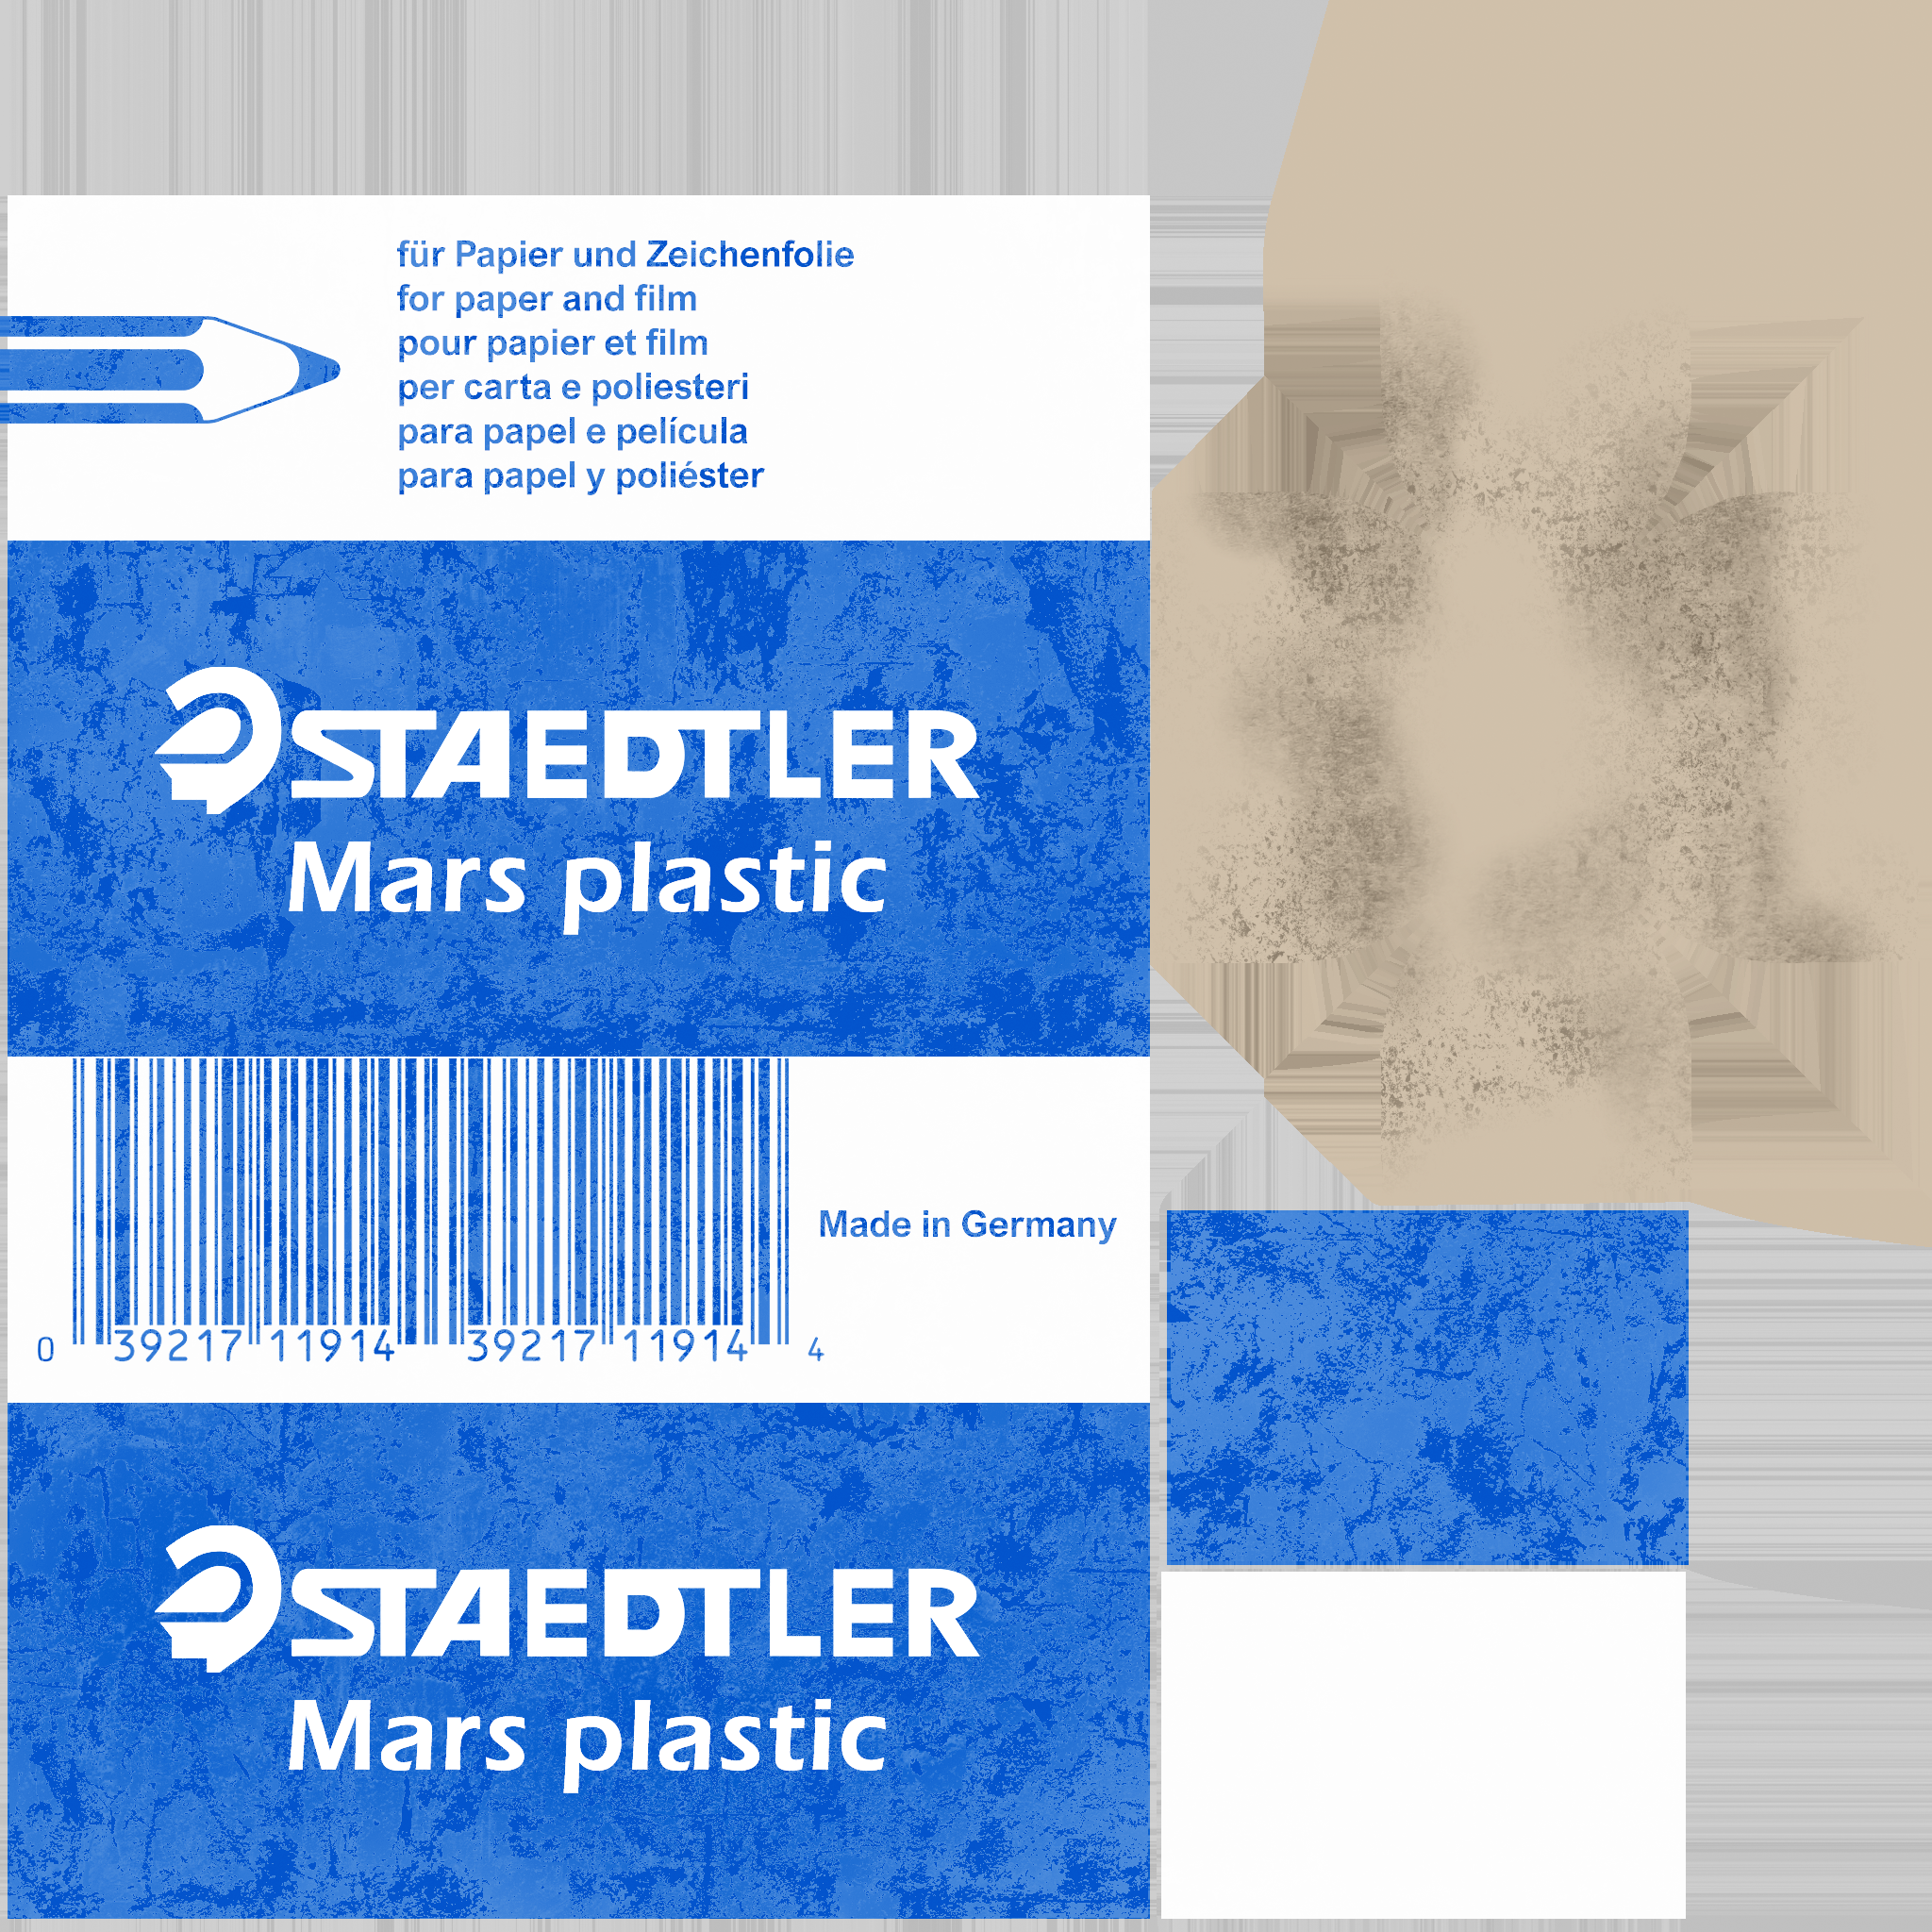 für Papier und Zeichenfolie
for paper and film
pour papier et film
per carta e poliesteri
para papel e película
para papel y poliéster
STAEDTLER
Mars plastic
0 39217 11914 39217 11914 4
Made in Germany
STAEDTLER
Mars plastic